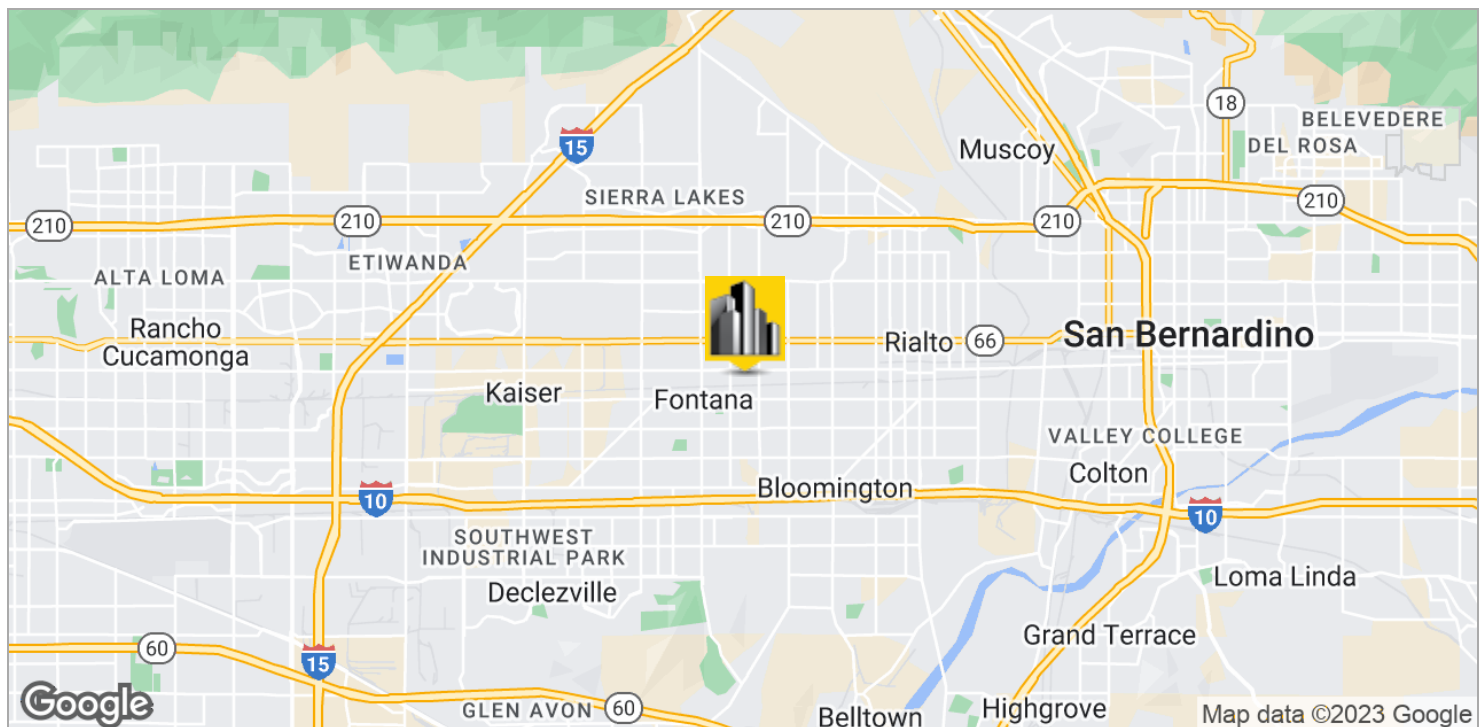 18
BELEVEDERE
DEL ROSA
15
Muscoy
SIERRA LAKES
210
210
210
210
210
ETIWANDA
ALTA LOMA
Rancho
Cucamonga
Rialto
66
San Bernardino
Kaiser
Fontana
VALLEY COLLEGE
Colton
Bloomington
10
10
SOUTHWEST
INDUSTRIAL PARK
Declezville
Loma Linda
Grand Terrace
60
15
GLEN AVON
60
Belltown
Highgrove
Google
Map data ©2023 Google